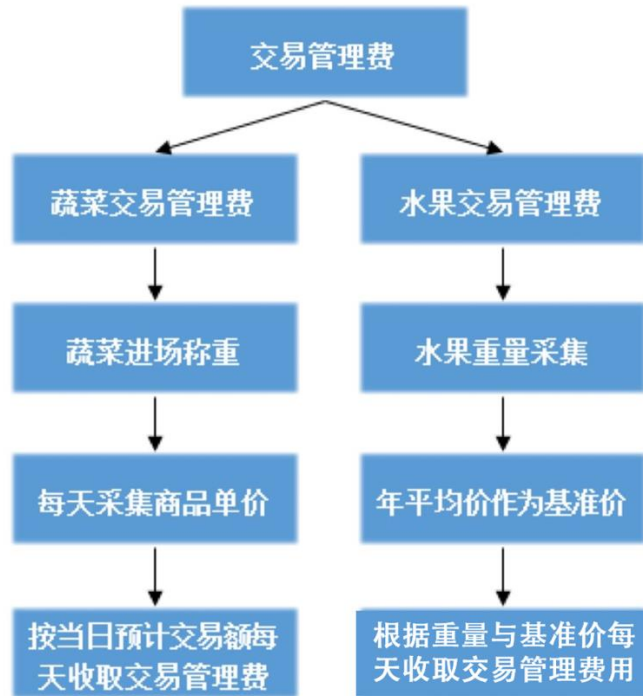 交易管理费
蔬菜交易管理费
水果交易管理费
蔬菜进场称重
水果重量采集
每天采集商品单价
年平均价作为基准价
按当日预计交易额每
天收取交易管理费
根据重量与基准价每
天收取交易管理费用